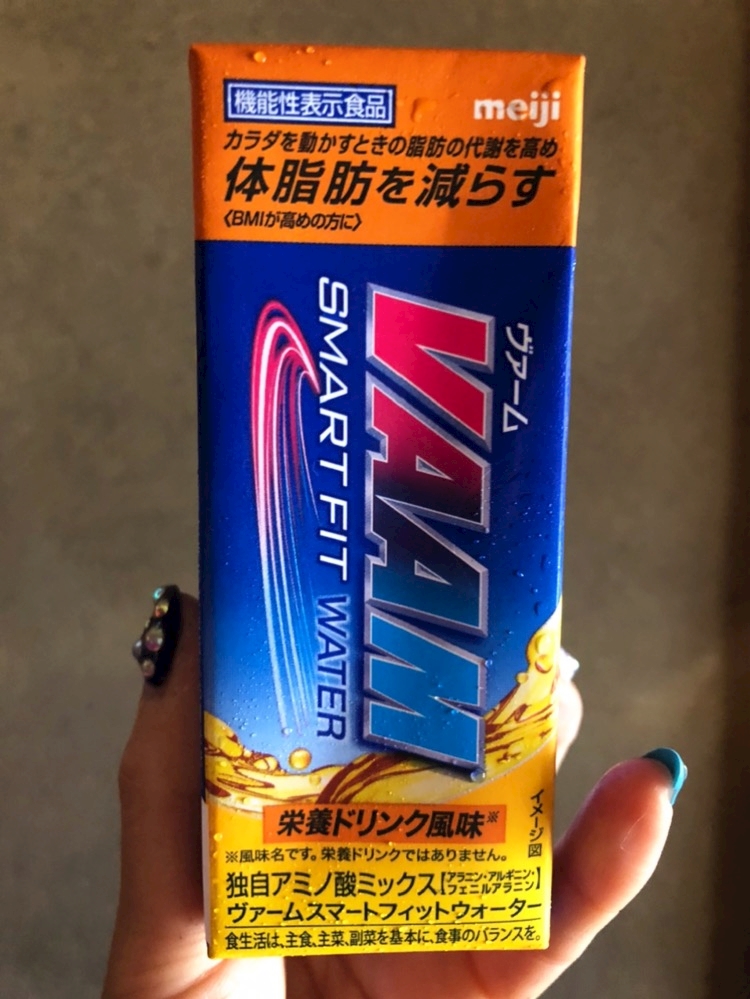 機能性表示食品
meiji
カラダを動かすときの脂肪の代謝を高め
体脂肪を減らす
〈BMIが高めの方に〉
ヴァーム
VAAM
SMART FIT WATER
イメージ図
栄養ドリンク風味※
※風味名です。栄養ドリンクではありません。
独自アミノ酸ミックス【アラニン・アルギニン・フェニルアラニン】
ヴァームスマートフィットウォーター
食生活は、主食、主菜、副菜を基本に、食事のバランスを。